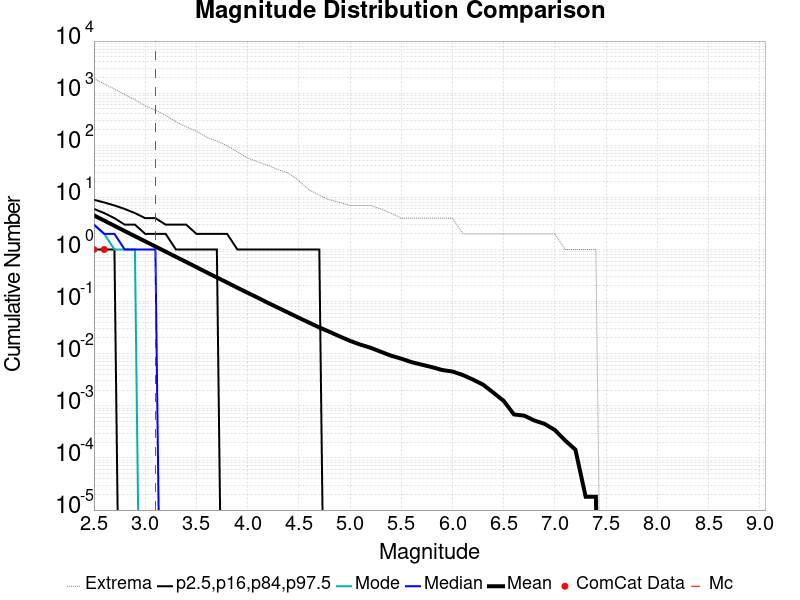 Magnitude Distribution Comparison
10^4
10^3
10^2
10^1
10^0
10^-1
10^-2
10^-3
10^-4
10^-5
Cumulative Number
2.5 3.0 3.5 4.0 4.5 5.0 5.5 6.0 6.5 7.0 7.5 8.0 8.5 9.0
Magnitude
Extrema p2.5,p16,p84,p97.5 Mode Median Mean ComCat Data Mc